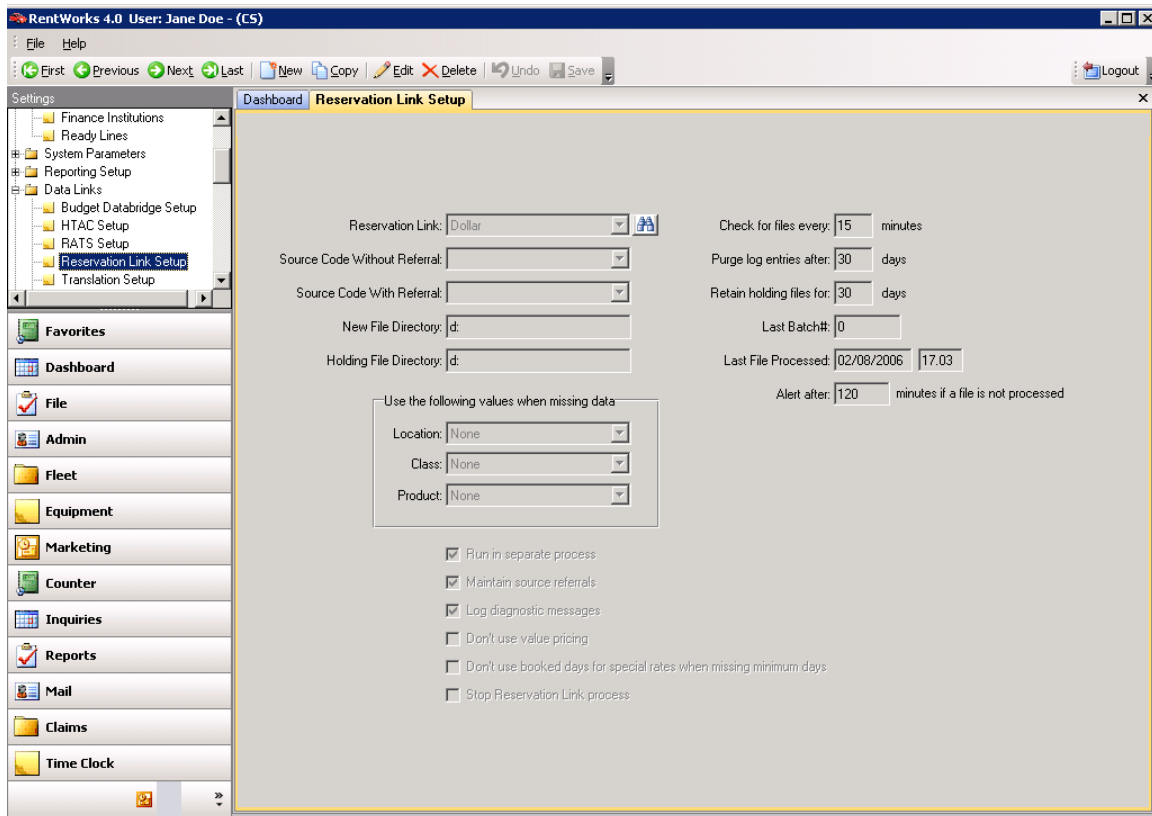 RentWorks 4.0 User: Jane Doe - (CS)
File Help
First Previous Next Last New Copy Edit Delete Undo Save Logout
Settings
Finance Institutions
Ready Lines
System Parameters
Reporting Setup
Data Links
Budget Databridge Setup
HTAC Setup
RATS Setup
Reservation Link Setup
Translation Setup
Favorites
Dashboard
File
Admin
Fleet
Equipment
Marketing
Counter
Inquiries
Reports
Mail
Claims
Time Clock
Dashboard Reservation Link Setup
Reservation Link: Dollar
Source Code Without Referral:
Source Code With Referral:
New File Directory: d:
Holding File Directory: d:
Use the following values when missing data
Location: None
Class: None
Product: None
Run in separate process
Maintain source referrals
Log diagnostic messages
Don't use value pricing
Don't use booked days for special rates when missing minimum days
Stop Reservation Link process
Check for files every: 15 minutes
Purge log entries after: 30 days
Retain holding files for: 30 days
Last Batch#: 0
Last File Processed: 02/08/2006 17.03
Alert after: 120 minutes if a file is not processed